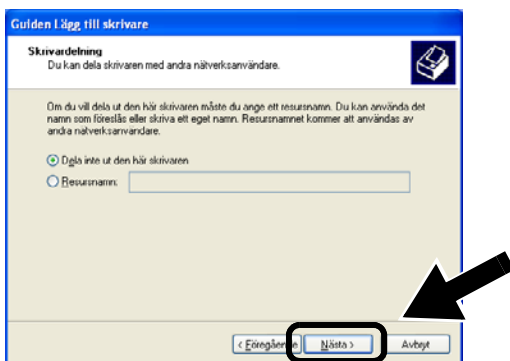 Guiden Lägg till skrivare
Skrivardelning
Du kan dela skrivaren med andra nätverksanvändare.
Om du vill dela ut den här skrivaren måste du ange ett resursnamn. Du kan använda det
namn som föreslås eller skriva ett eget namn. Resursnamnet kommer att användas av
andra nätverksanvändare.
Dela inte ut den här skrivaren
Resursnamn:
< Föregående
Nästa >
Avbryt